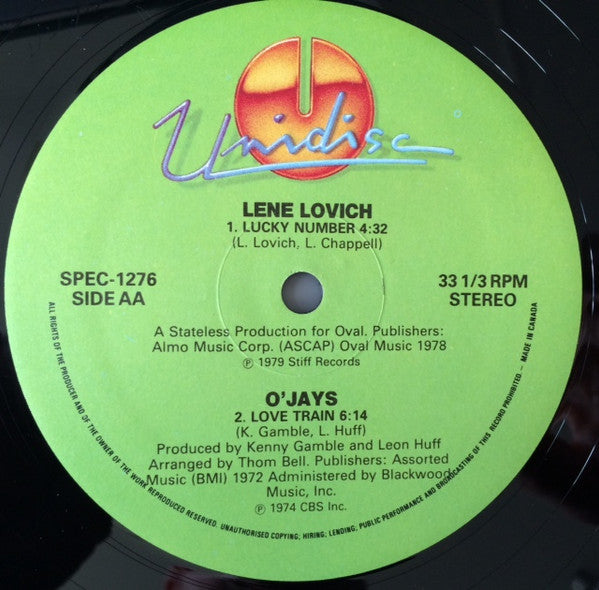 Unidisc
LENE LOVICH
1. LUCKY NUMBER 4:32
(L. Lovich, L. Chappell)
SPEC-1276
SIDE AA
33 1/3 RPM
STEREO
A Stateless Production for Oval. Publishers:
Almo Music Corp. (ASCAP) Oval Music 1978
℗ 1979 Stiff Records
O'JAYS
2. LOVE TRAIN 6:14
(K. Gamble, L. Huff)
Produced by Kenny Gamble and Leon Huff
Arranged by Thom Bell. Publishers: Assorted
Music (BMI) 1972 Administered by Blackwood
Music, Inc.
℗ 1974 CBS Inc.
ALL RIGHTS OF THE PRODUCER AND OF THE OWNER OF THE WORK REPRODUCED RESERVED. UNAUTHORISED COPYING, HIRING, LENDING, PUBLIC PERFORMANCE AND BROADCASTING OF THIS RECORD PROHIBITED. – MADE IN CANADA